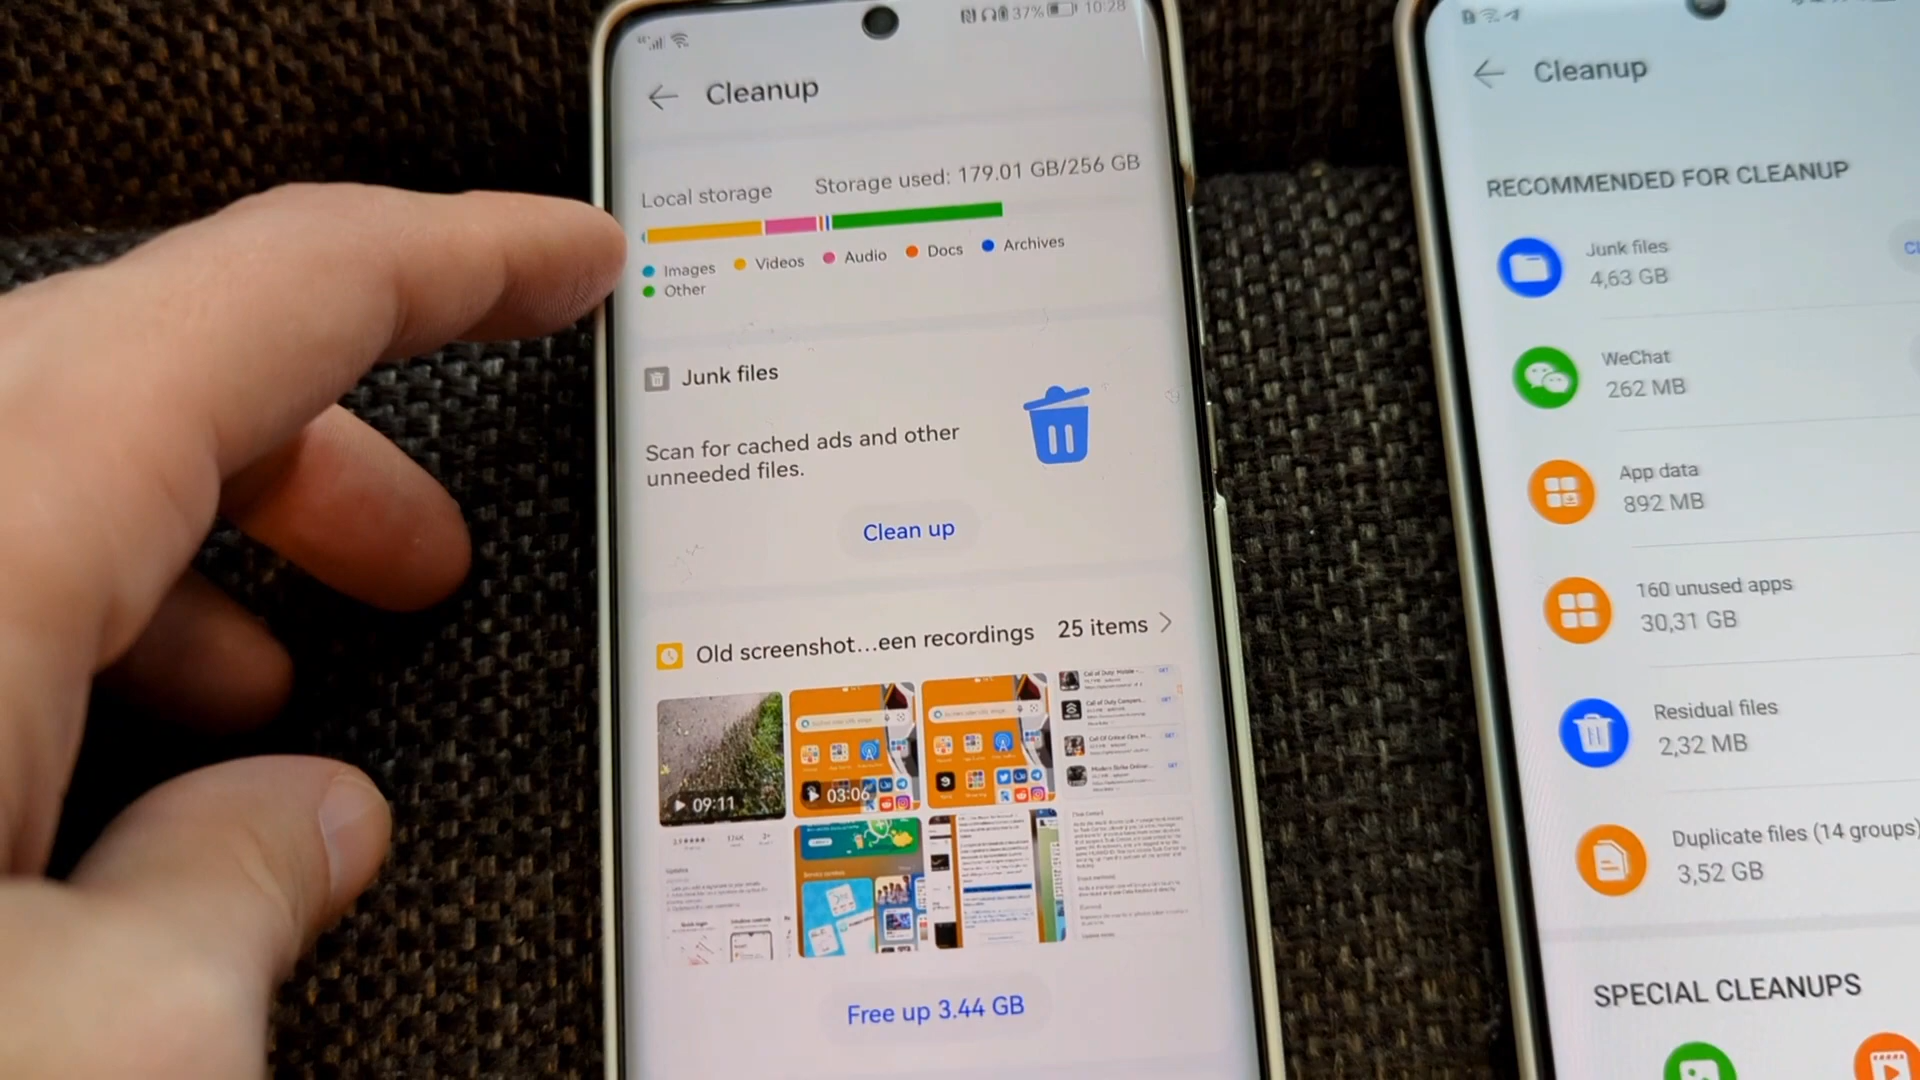 37% 10:28
Cleanup
Local storage Storage used: 179.01 GB/256 GB
Images Videos Audio Docs Archives
Other
Junk files
Scan for cached ads and other
unneeded files.
Clean up
Old screenshot...een recordings 25 items
09:11
03:06
Free up 3.44 GB
Cleanup
RECOMMENDED FOR CLEANUP
Junk files
4,63 GB
WeChat
262 MB
App data
892 MB
160 unused apps
30,31 GB
Residual files
2,32 MB
Duplicate files (14 groups)
3,52 GB
SPECIAL CLEANUPS